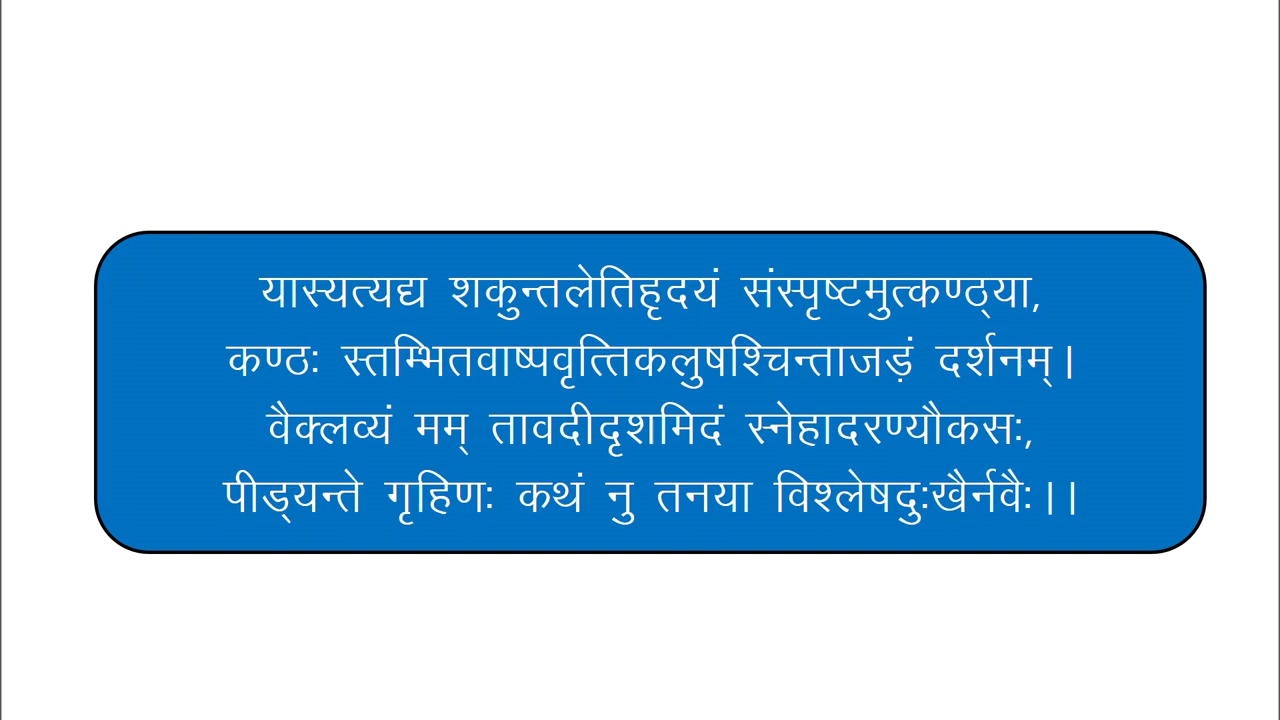 यास्यत्यद्य शकुन्तलेतिहृदयं संस्पृष्टमुत्कण्ठ्या,
कण्ठः स्तम्भितवाष्पवृत्तिकलुषश्चिन्ताजड़ं दर्शनम्।
वैक्लव्यं मम् तावदीदृशमिदं स्नेहादरण्यौकसः,
पीड्यन्ते गृहिणः कथं नु तनया विश्लेषदुःखैर्नवैः।।